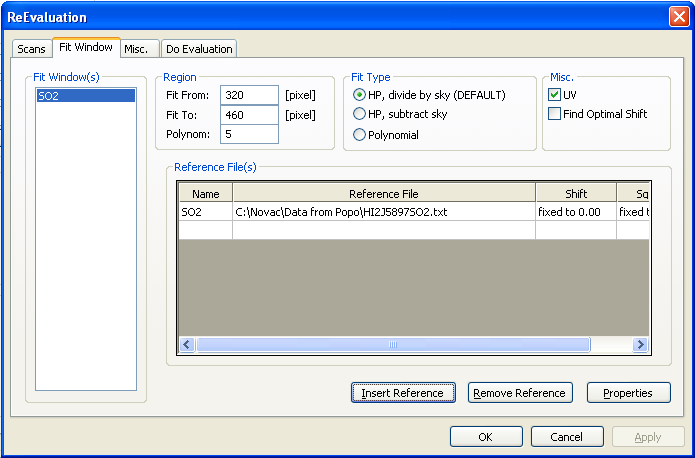 ReEvaluation
Scans Fit Window Misc. Do Evaluation
Fit Window(s)
SO2
Region
Fit From: 320 [pixel]
Fit To: 460 [pixel]
Polynom: 5
Fit Type
HP, divide by sky (DEFAULT)
HP, subtract sky
Polynomial
Misc.
UV
Find Optimal Shift
Reference File(s)
Name Reference File Shift Sq
SO2 C:\Novac\Data from Popo\HI2J5897SO2.txt fixed to 0.00 fixed t
Insert Reference Remove Reference Properties
OK Cancel Apply